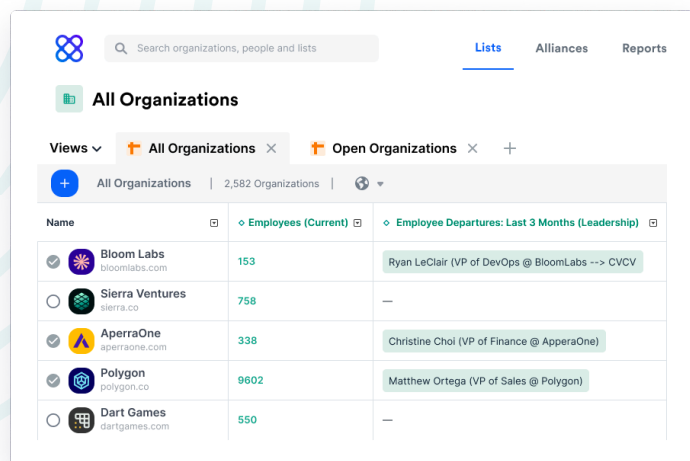 Search organizations, people and lists
Lists
Alliances
Reports
All Organizations
Views
All Organizations
Open Organizations
All Organizations | 2,582 Organizations |
Name
Employees (Current)
Employee Departures: Last 3 Months (Leadership)
Bloom Labs
bloomlabs.com
153
Ryan LeClair (VP of DevOps @ BloomLabs --> CVCV
Sierra Ventures
sierra.co
758
—
AperraOne
aperraone.com
338
Christine Choi (VP of Finance @ ApperaOne)
Polygon
polygon.co
9602
Matthew Ortega (VP of Sales @ Polygon)
Dart Games
dartgames.com
550
—